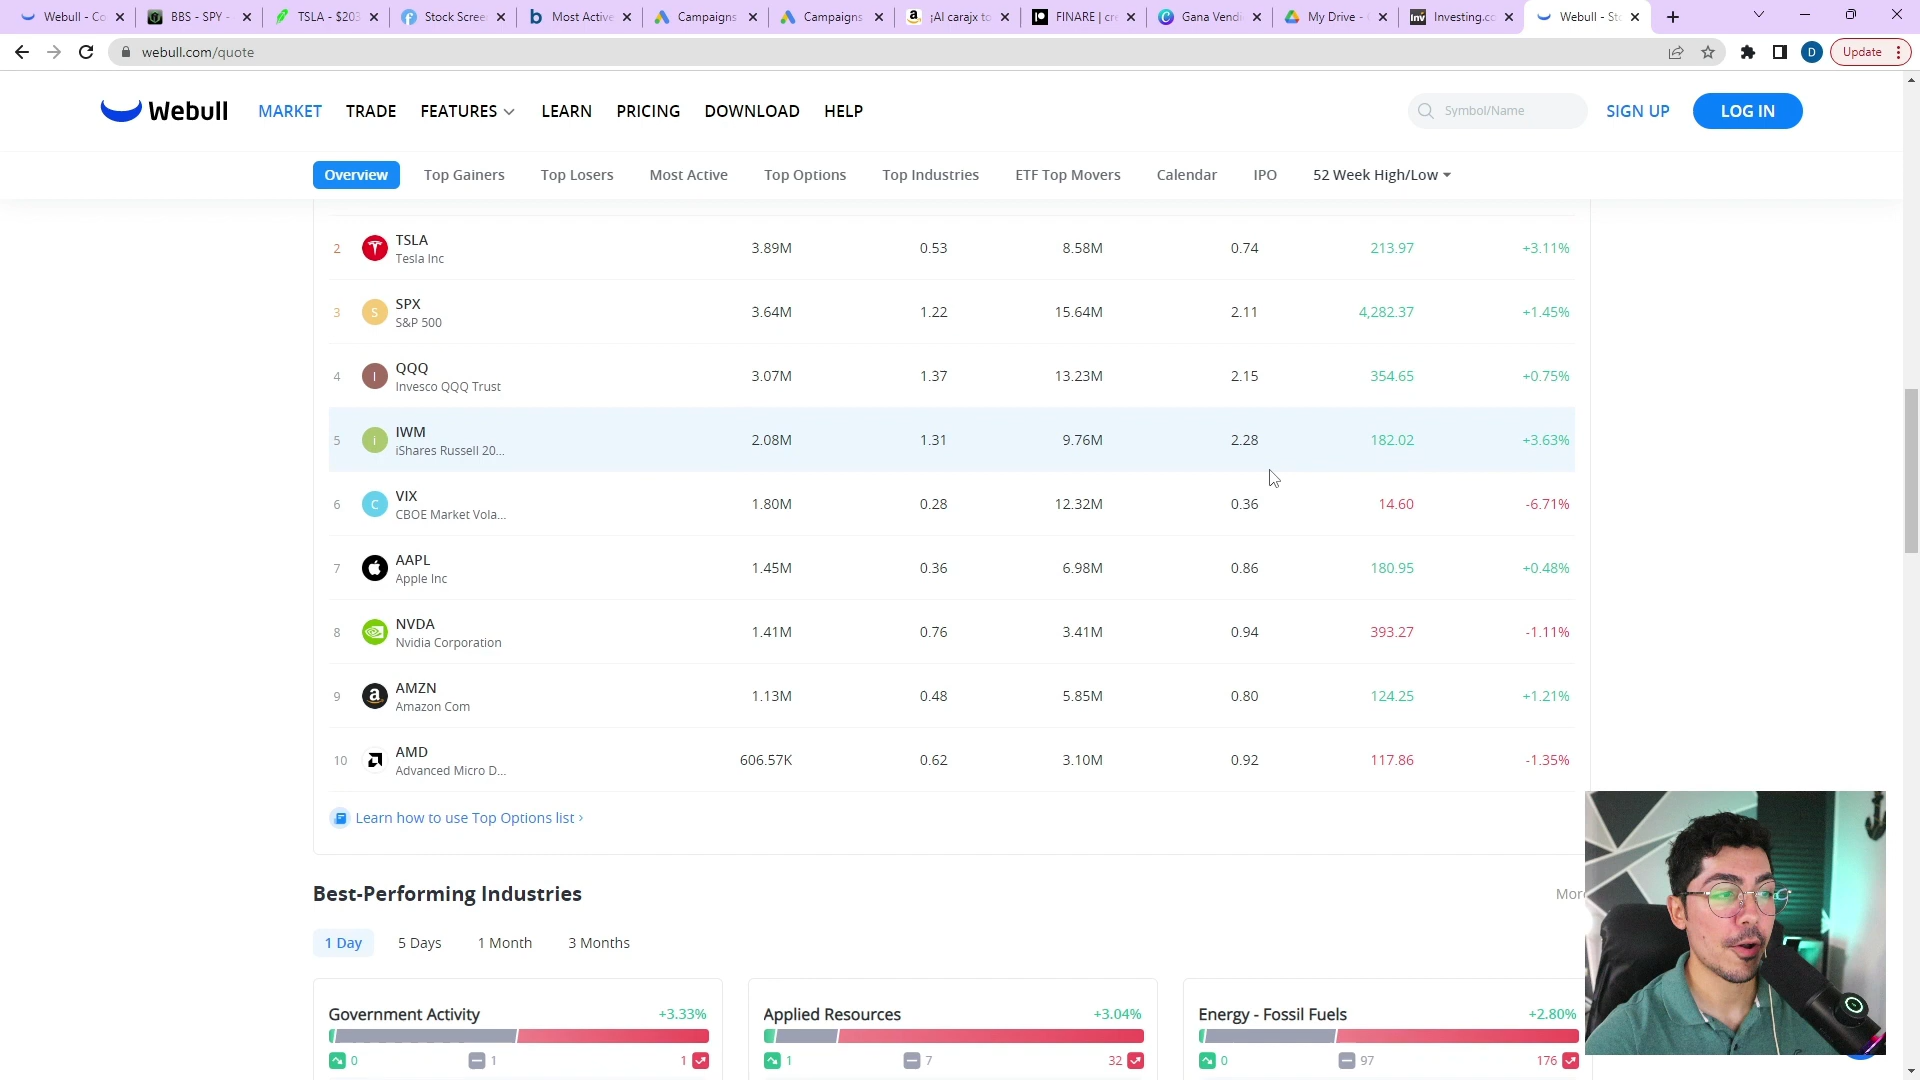 Webull - Co
BBS - SPY -
TSLA - $203
Stock Scree
Most Active
Campaigns
Campaigns
¡Al carajx to
FINARE | cre
Gana Vendi
My Drive -
Investing.co
Webull - Sto
webull.com/quote
D
Update
Webull
MARKET
TRADE
FEATURES
LEARN
PRICING
DOWNLOAD
HELP
Symbol/Name
SIGN UP
LOG IN
Overview
Top Gainers
Top Losers
Most Active
Top Options
Top Industries
ETF Top Movers
Calendar
IPO
52 Week High/Low
2 TSLA 3.89M 0.53 8.58M 0.74 213.97 +3.11%
Tesla Inc
3 S SPX 3.64M 1.22 15.64M 2.11 4,282.37 +1.45%
S&P 500
4 I QQQ 3.07M 1.37 13.23M 2.15 354.65 +0.75%
Invesco QQQ Trust
5 i IWM 2.08M 1.31 9.76M 2.28 182.02 +3.63%
iShares Russell 20...
6 C VIX 1.80M 0.28 12.32M 0.36 14.60 -6.71%
CBOE Market Vola...
7 AAPL 1.45M 0.36 6.98M 0.86 180.95 +0.48%
Apple Inc
8 NVDA 1.41M 0.76 3.41M 0.94 393.27 -1.11%
Nvidia Corporation
9 AMZN 1.13M 0.48 5.85M 0.80 124.25 +1.21%
Amazon Com
10 AMD 606.57K 0.62 3.10M 0.92 117.86 -1.35%
Advanced Micro D...
Learn how to use Top Options list ›
Best-Performing Industries
More
1 Day
5 Days
1 Month
3 Months
Government Activity +3.33%
0 1 1
Applied Resources +3.04%
1 7 32
Energy - Fossil Fuels +2.80%
0 97 176